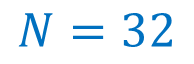 N = 32